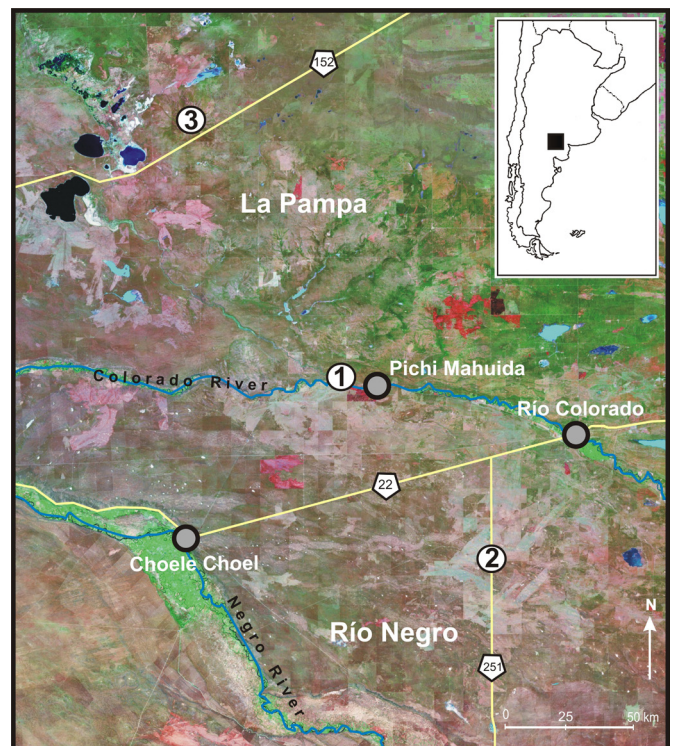 152
3
La Pampa
Colorado River
1
Pichi Mahuida
Río Colorado
22
Choele Choel
2
Negro River
Río Negro
N
251
0 25 50 km